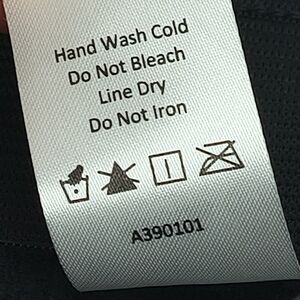 Hand Wash Cold
Do Not Bleach
Line Dry
Do Not Iron
A390101